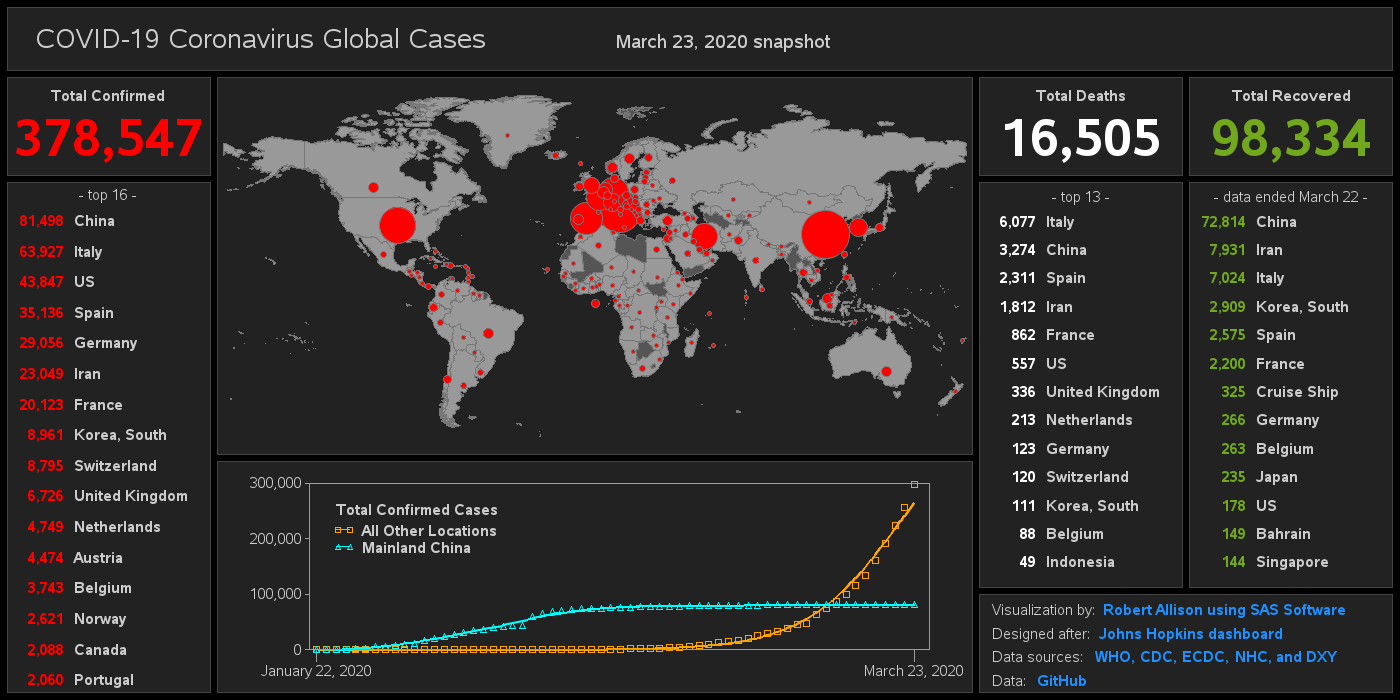 COVID-19 Coronavirus Global Cases
March 23, 2020 snapshot
Total Confirmed
378,547
- top 16 -
81,498 China
63,927 Italy
43,847 US
35,136 Spain
29,056 Germany
23,049 Iran
20,123 France
8,961 Korea, South
8,795 Switzerland
6,726 United Kingdom
4,749 Netherlands
4,474 Austria
3,743 Belgium
2,621 Norway
2,088 Canada
2,060 Portugal
300,000
200,000
100,000
0
Total Confirmed Cases
All Other Locations
Mainland China
January 22, 2020
March 23, 2020
Total Deaths
16,505
- top 13 -
6,077 Italy
3,274 China
2,311 Spain
1,812 Iran
862 France
557 US
336 United Kingdom
213 Netherlands
123 Germany
120 Switzerland
111 Korea, South
88 Belgium
49 Indonesia
Total Recovered
98,334
- data ended March 22 -
72,814 China
7,931 Iran
7,024 Italy
2,909 Korea, South
2,575 Spain
2,200 France
325 Cruise Ship
266 Germany
263 Belgium
235 Japan
178 US
149 Bahrain
144 Singapore
Visualization by: Robert Allison using SAS Software
Designed after: Johns Hopkins dashboard
Data sources: WHO, CDC, ECDC, NHC, and DXY
Data: GitHub